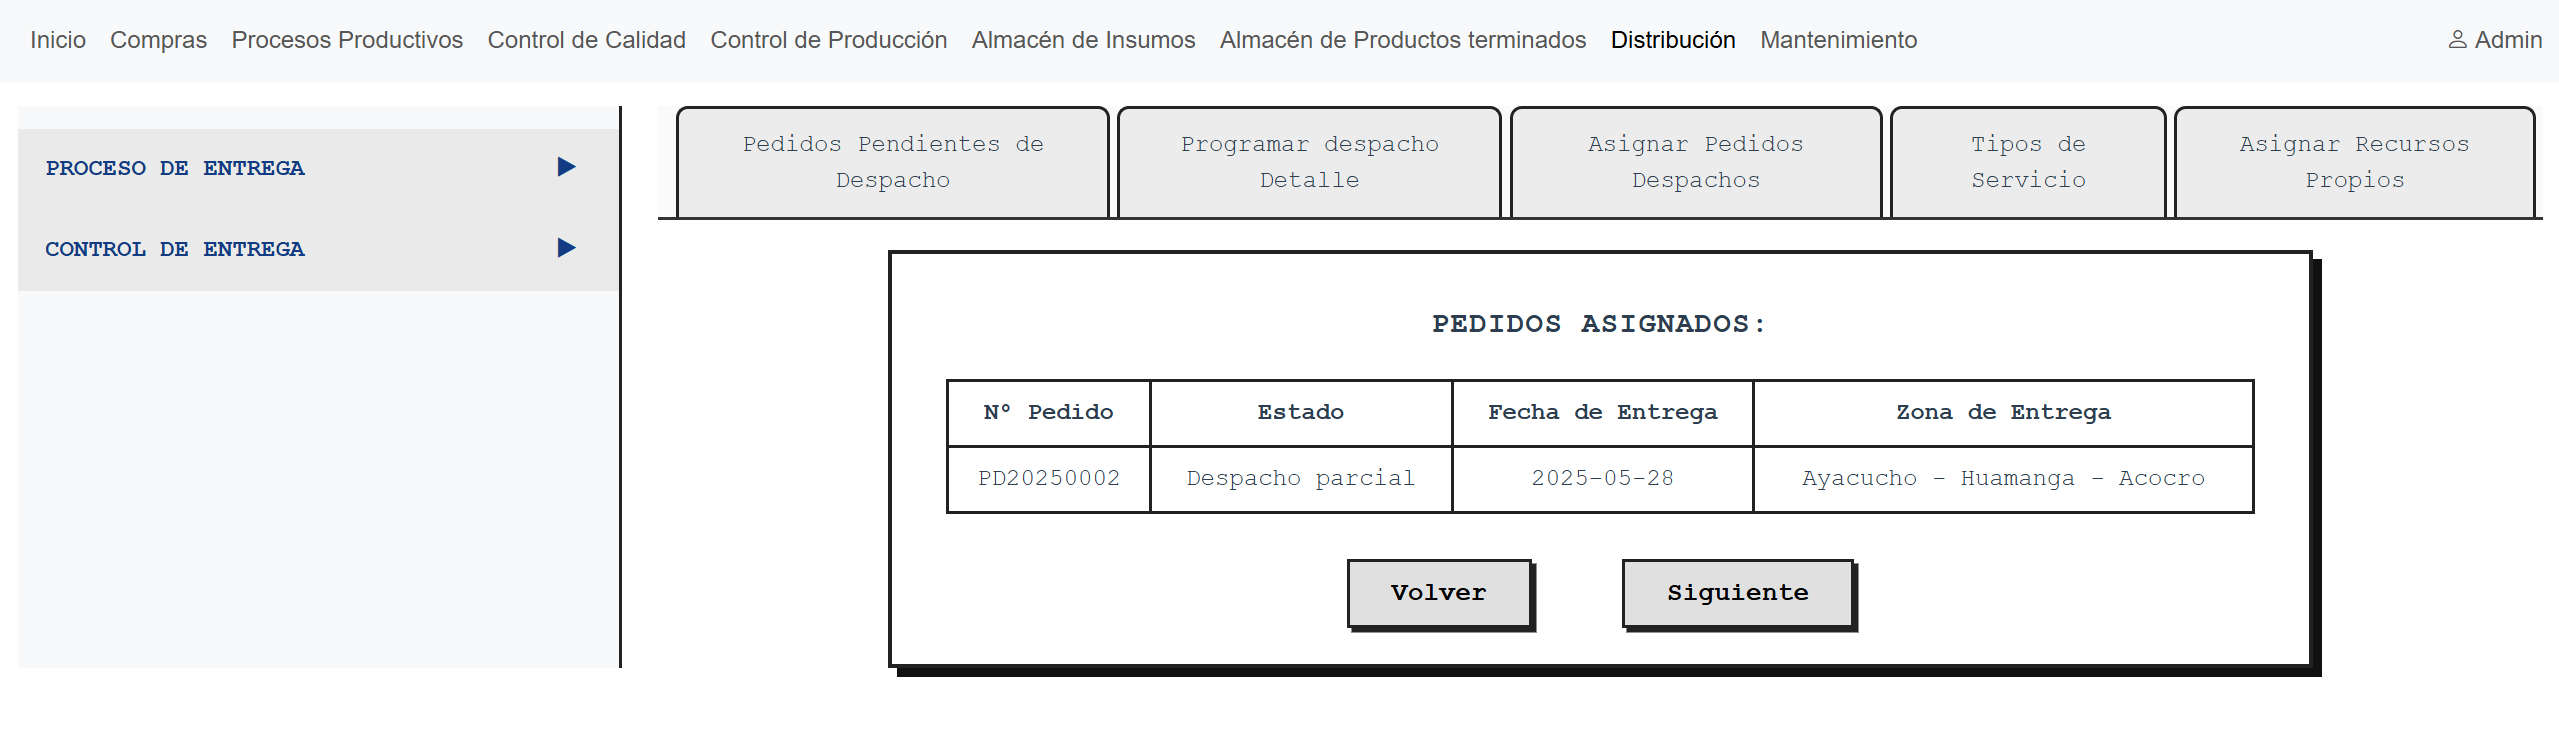 Inicio Compras Procesos Productivos Control de Calidad Control de Producción Almacén de Insumos Almacén de Productos terminados Distribución Mantenimiento Admin
PROCESO DE ENTREGA
CONTROL DE ENTREGA
Pedidos Pendientes de
Despacho
Programar despacho
Detalle
Asignar Pedidos
Despachos
Tipos de
Servicio
Asignar Recursos
Propios
PEDIDOS ASIGNADOS:
N° Pedido Estado Fecha de Entrega Zona de Entrega
PD20250002 Despacho parcial 2025-05-28 Ayacucho - Huamanga - Acocro
Volver Siguiente